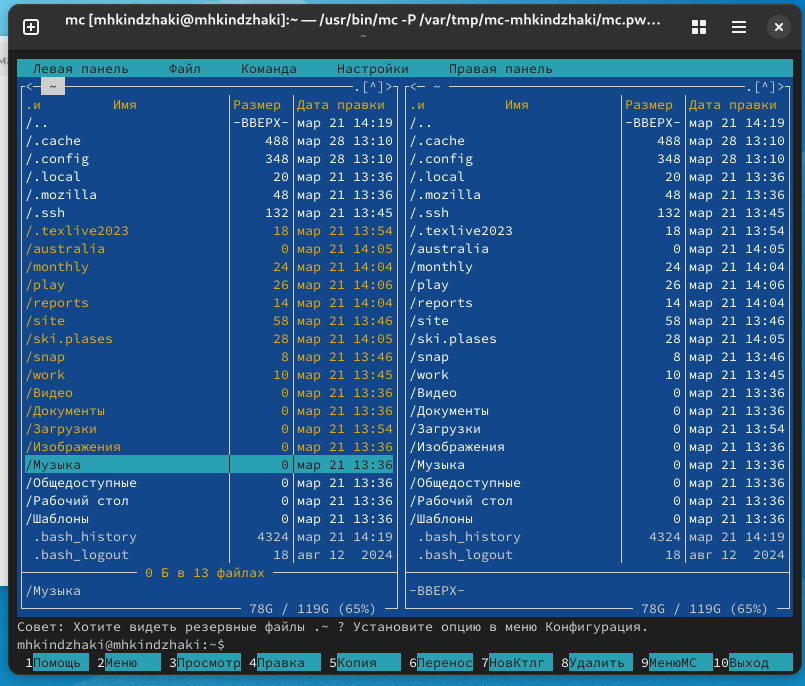 mc [mhkindzhaki@mhkindzhaki]:~ — /usr/bin/mc -P /var/tmp/mc-mhkindzhaki/mc.pw…
~
Левая панель Файл Команда Настройки Правая панель
<─ ~ .[^]> <─ ~ .[^]>
.и Имя Размер Дата правки .и Имя Размер Дата правки
/.. -ВВЕРХ- мар 21 14:19 /.. -ВВЕРХ- мар 21 14:19
/.cache 488 мар 28 13:10 /.cache 488 мар 28 13:10
/.config 348 мар 28 13:10 /.config 348 мар 28 13:10
/.local 20 мар 21 13:36 /.local 20 мар 21 13:36
/.mozilla 48 мар 21 13:36 /.mozilla 48 мар 21 13:36
/.ssh 132 мар 21 13:45 /.ssh 132 мар 21 13:45
/.texlive2023 18 мар 21 13:54 /.texlive2023 18 мар 21 13:54
/australia 0 мар 21 14:05 /australia 0 мар 21 14:05
/monthly 24 мар 21 14:04 /monthly 24 мар 21 14:04
/play 26 мар 21 14:06 /play 26 мар 21 14:06
/reports 14 мар 21 14:04 /reports 14 мар 21 14:04
/site 58 мар 21 13:46 /site 58 мар 21 13:46
/ski.plases 28 мар 21 14:05 /ski.plases 28 мар 21 14:05
/snap 8 мар 21 13:46 /snap 8 мар 21 13:46
/work 10 мар 21 13:45 /work 10 мар 21 13:45
/Видео 0 мар 21 13:36 /Видео 0 мар 21 13:36
/Документы 0 мар 21 13:36 /Документы 0 мар 21 13:36
/Загрузки 0 мар 21 13:54 /Загрузки 0 мар 21 13:54
/Изображения 0 мар 21 13:36 /Изображения 0 мар 21 13:36
/Музыка 0 мар 21 13:36 /Музыка 0 мар 21 13:36
/Общедоступные 0 мар 21 13:36 /Общедоступные 0 мар 21 13:36
/Рабочий стол 0 мар 21 13:36 /Рабочий стол 0 мар 21 13:36
/Шаблоны 0 мар 21 13:36 /Шаблоны 0 мар 21 13:36
.bash_history 4324 мар 21 14:19 .bash_history 4324 мар 21 14:19
.bash_logout 18 авг 12 2024 .bash_logout 18 авг 12 2024
0 Б в 13 файлах
/Музыка -ВВЕРХ-
78G / 119G (65%) 78G / 119G (65%)
Совет: Хотите видеть резервные файлы .~ ? Установите опцию в меню Конфигурация.
mhkindzhaki@mhkindzhaki:~$
1Помощь 2Меню 3Просмотр 4Правка 5Копия 6Перенос 7НовКтлг 8Удалить 9МенюМС 10Выход